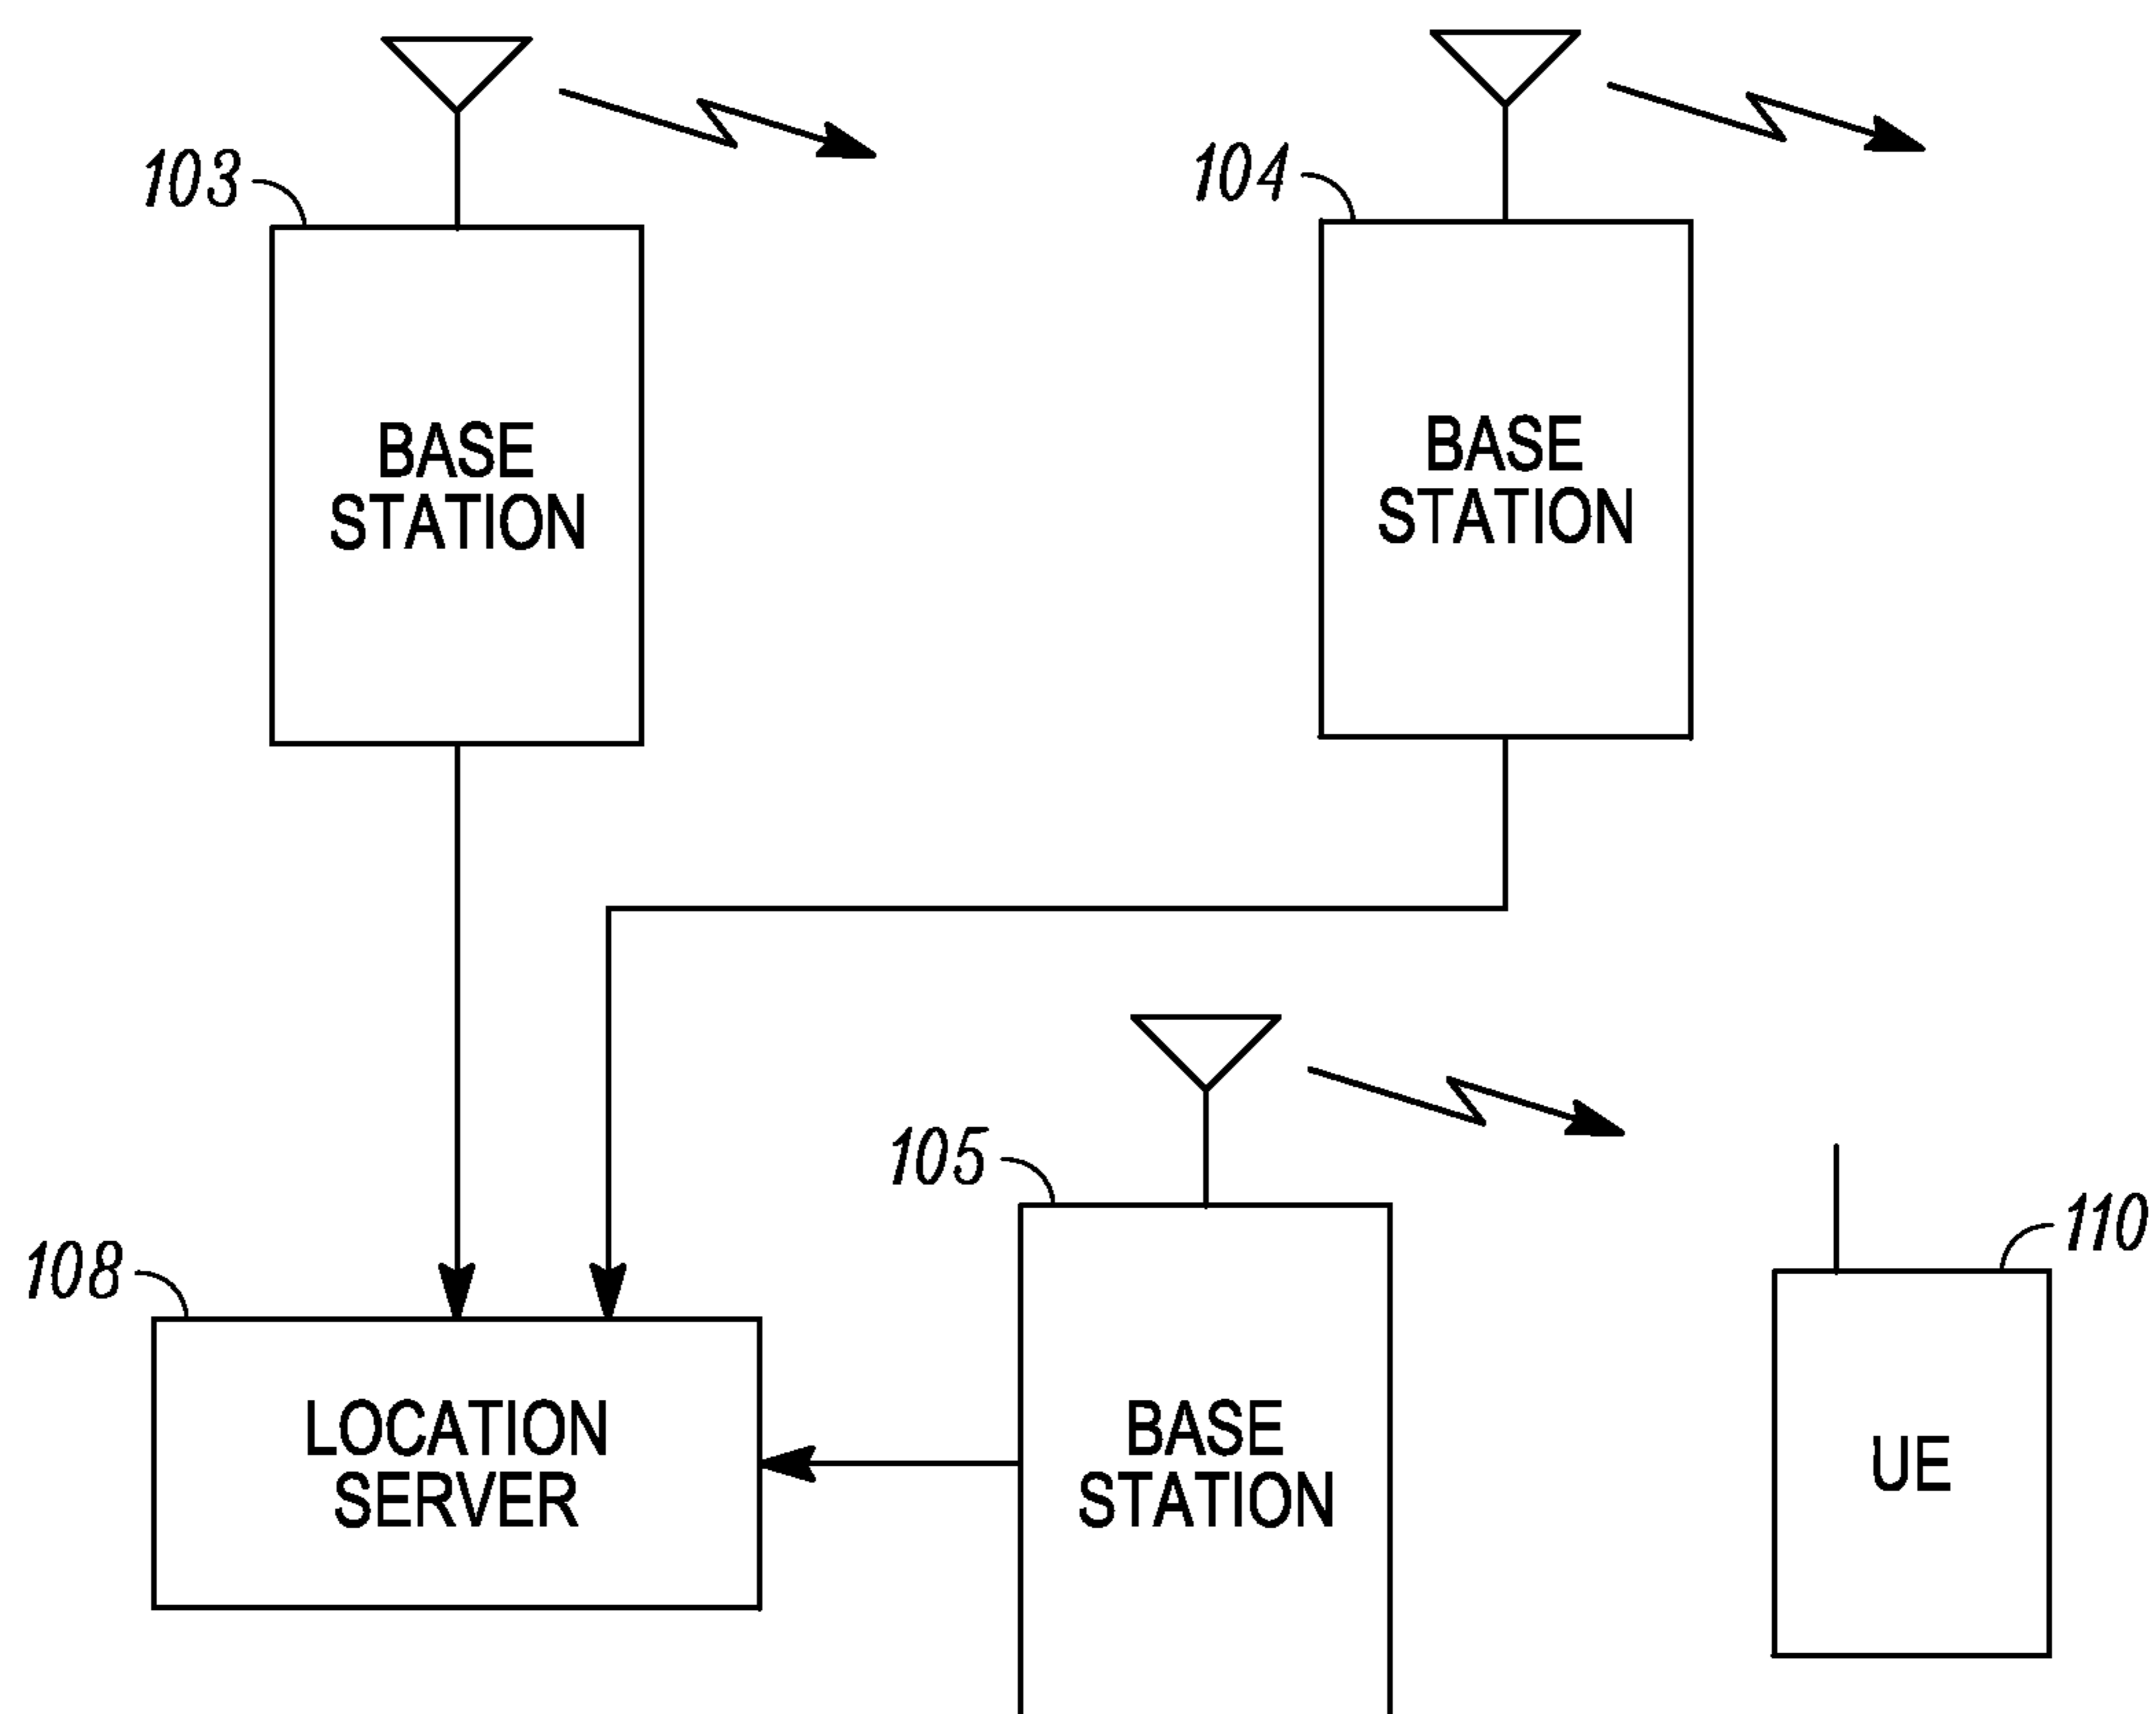 103
104
BASE
STATION
BASE
STATION
105
110
108
LOCATION
SERVER
BASE
STATION
UE